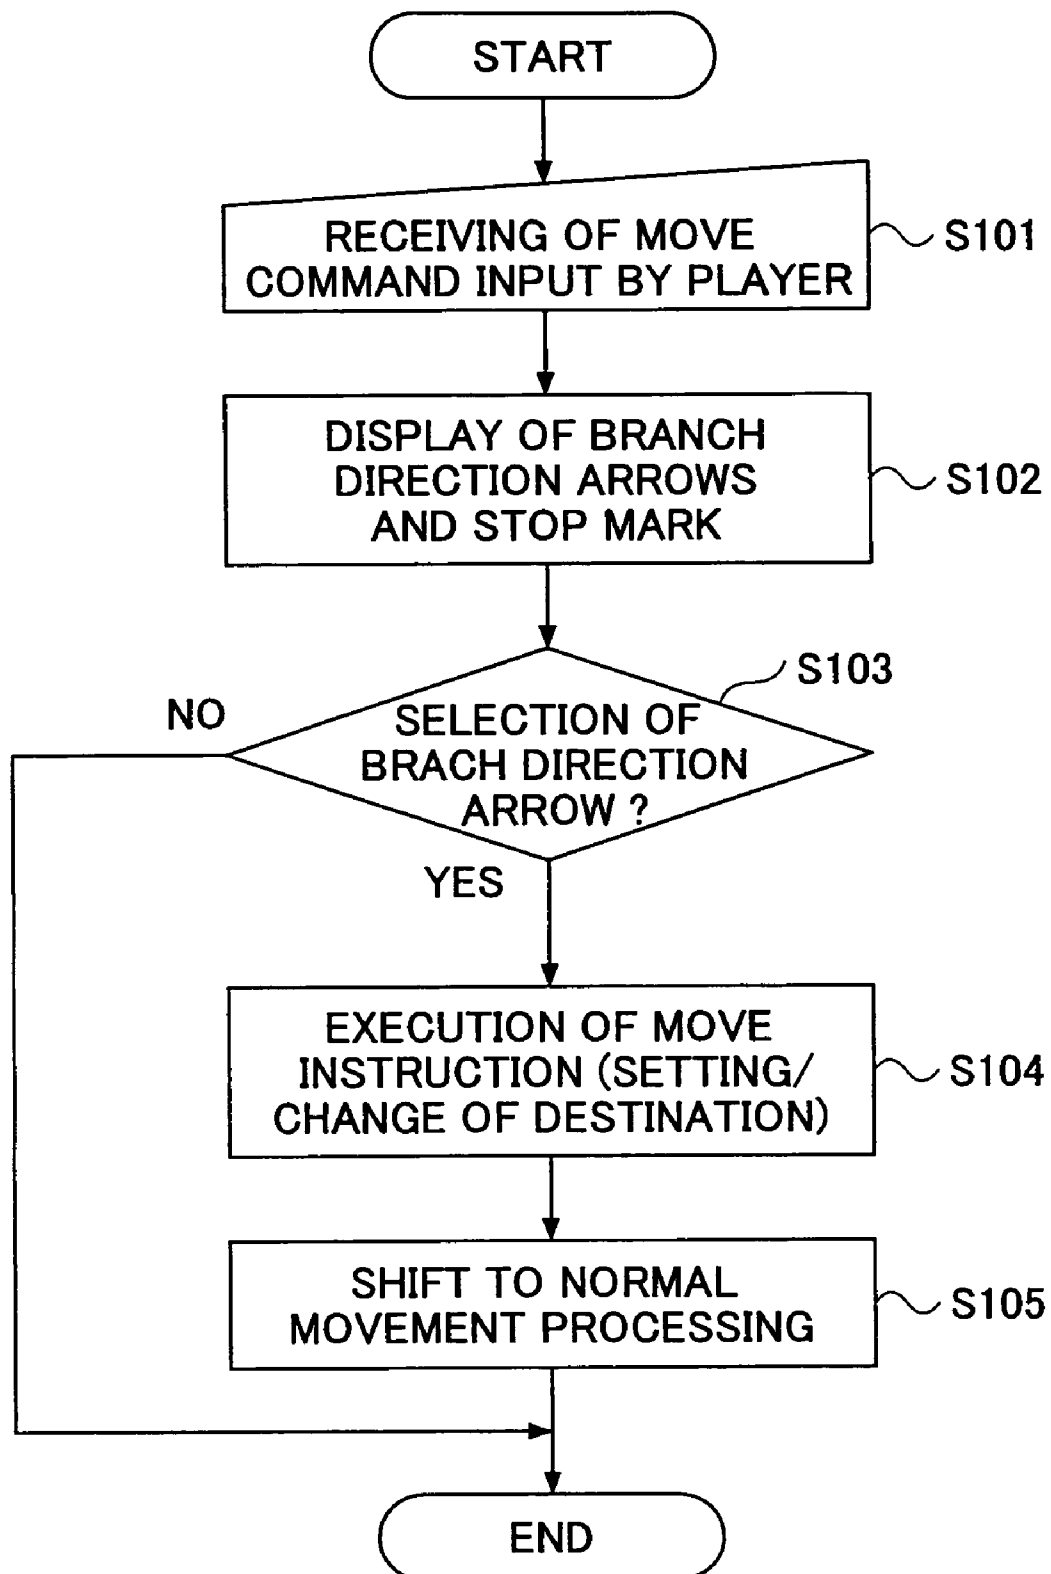 START
RECEIVING OF MOVE
COMMAND INPUT BY PLAYER
S101
DISPLAY OF BRANCH
DIRECTION ARROWS
AND STOP MARK
S102
S103
NO
SELECTION OF
BRACH DIRECTION
ARROW ?
YES
EXECUTION OF MOVE
INSTRUCTION (SETTING/
CHANGE OF DESTINATION)
S104
SHIFT TO NORMAL
MOVEMENT PROCESSING
S105
END